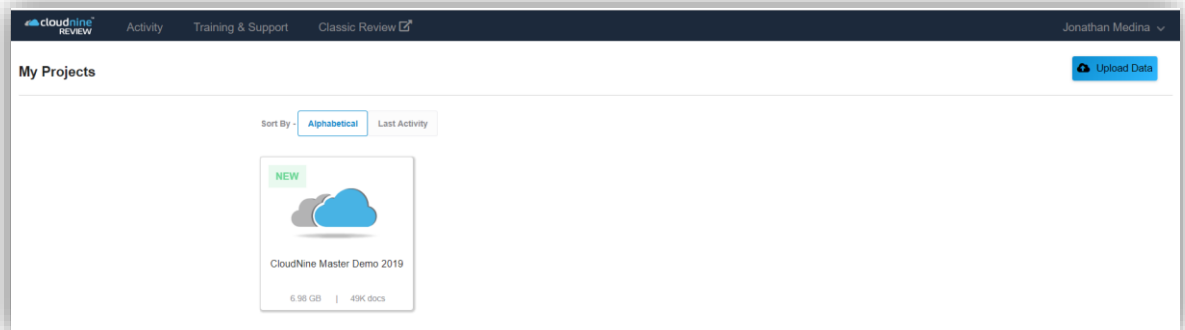 cloudnine
REVIEW
Activity
Training & Support
Classic Review
Jonathan Medina
My Projects
Upload Data
Sort By -
Alphabetical
Last Activity
NEW
CloudNine Master Demo 2019
6.98 GB | 49K docs